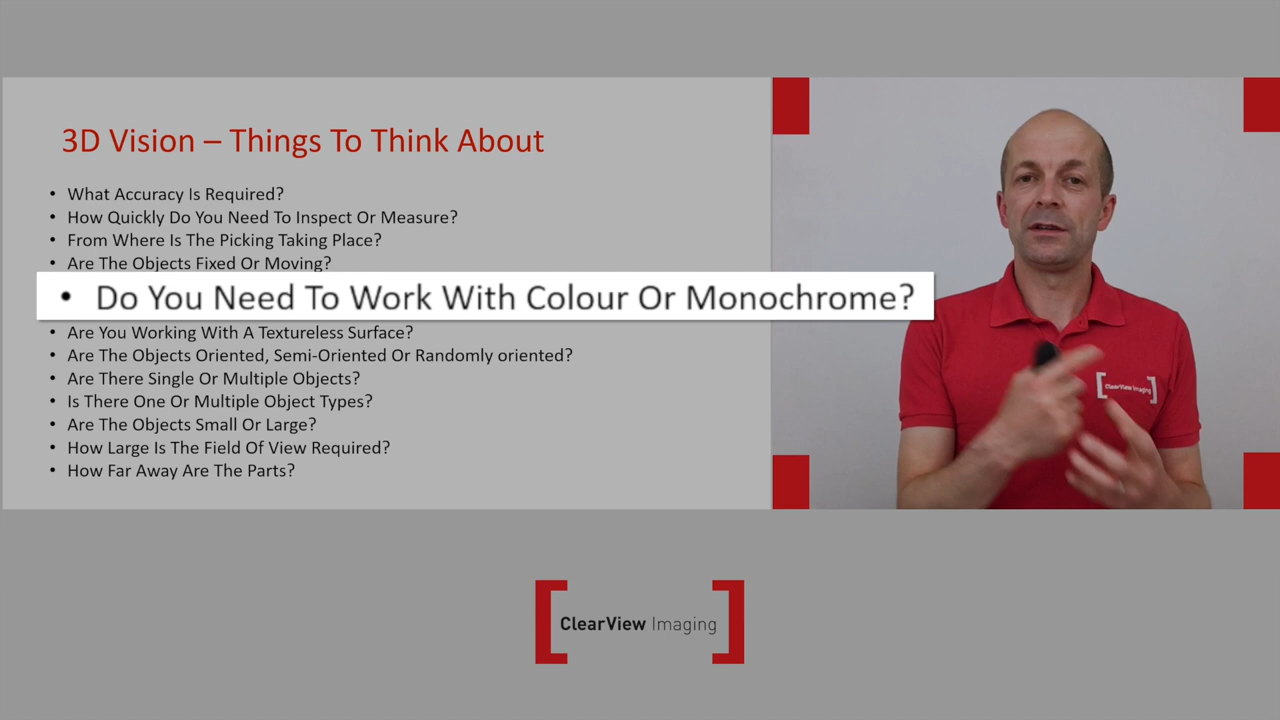 3D Vision – Things To Think About
• What Accuracy Is Required?
• How Quickly Do You Need To Inspect Or Measure?
• From Where Is The Picking Taking Place?
• Are The Objects Fixed Or Moving?
• Do You Need To Work With Colour Or Monochrome?
• Are You Working With A Textureless Surface?
• Are The Objects Oriented, Semi-Oriented Or Randomly oriented?
• Are There Single Or Multiple Objects?
• Is There One Or Multiple Object Types?
• Are The Objects Small Or Large?
• How Large Is The Field Of View Required?
• How Far Away Are The Parts?
ClearView Imaging
ClearView Imaging